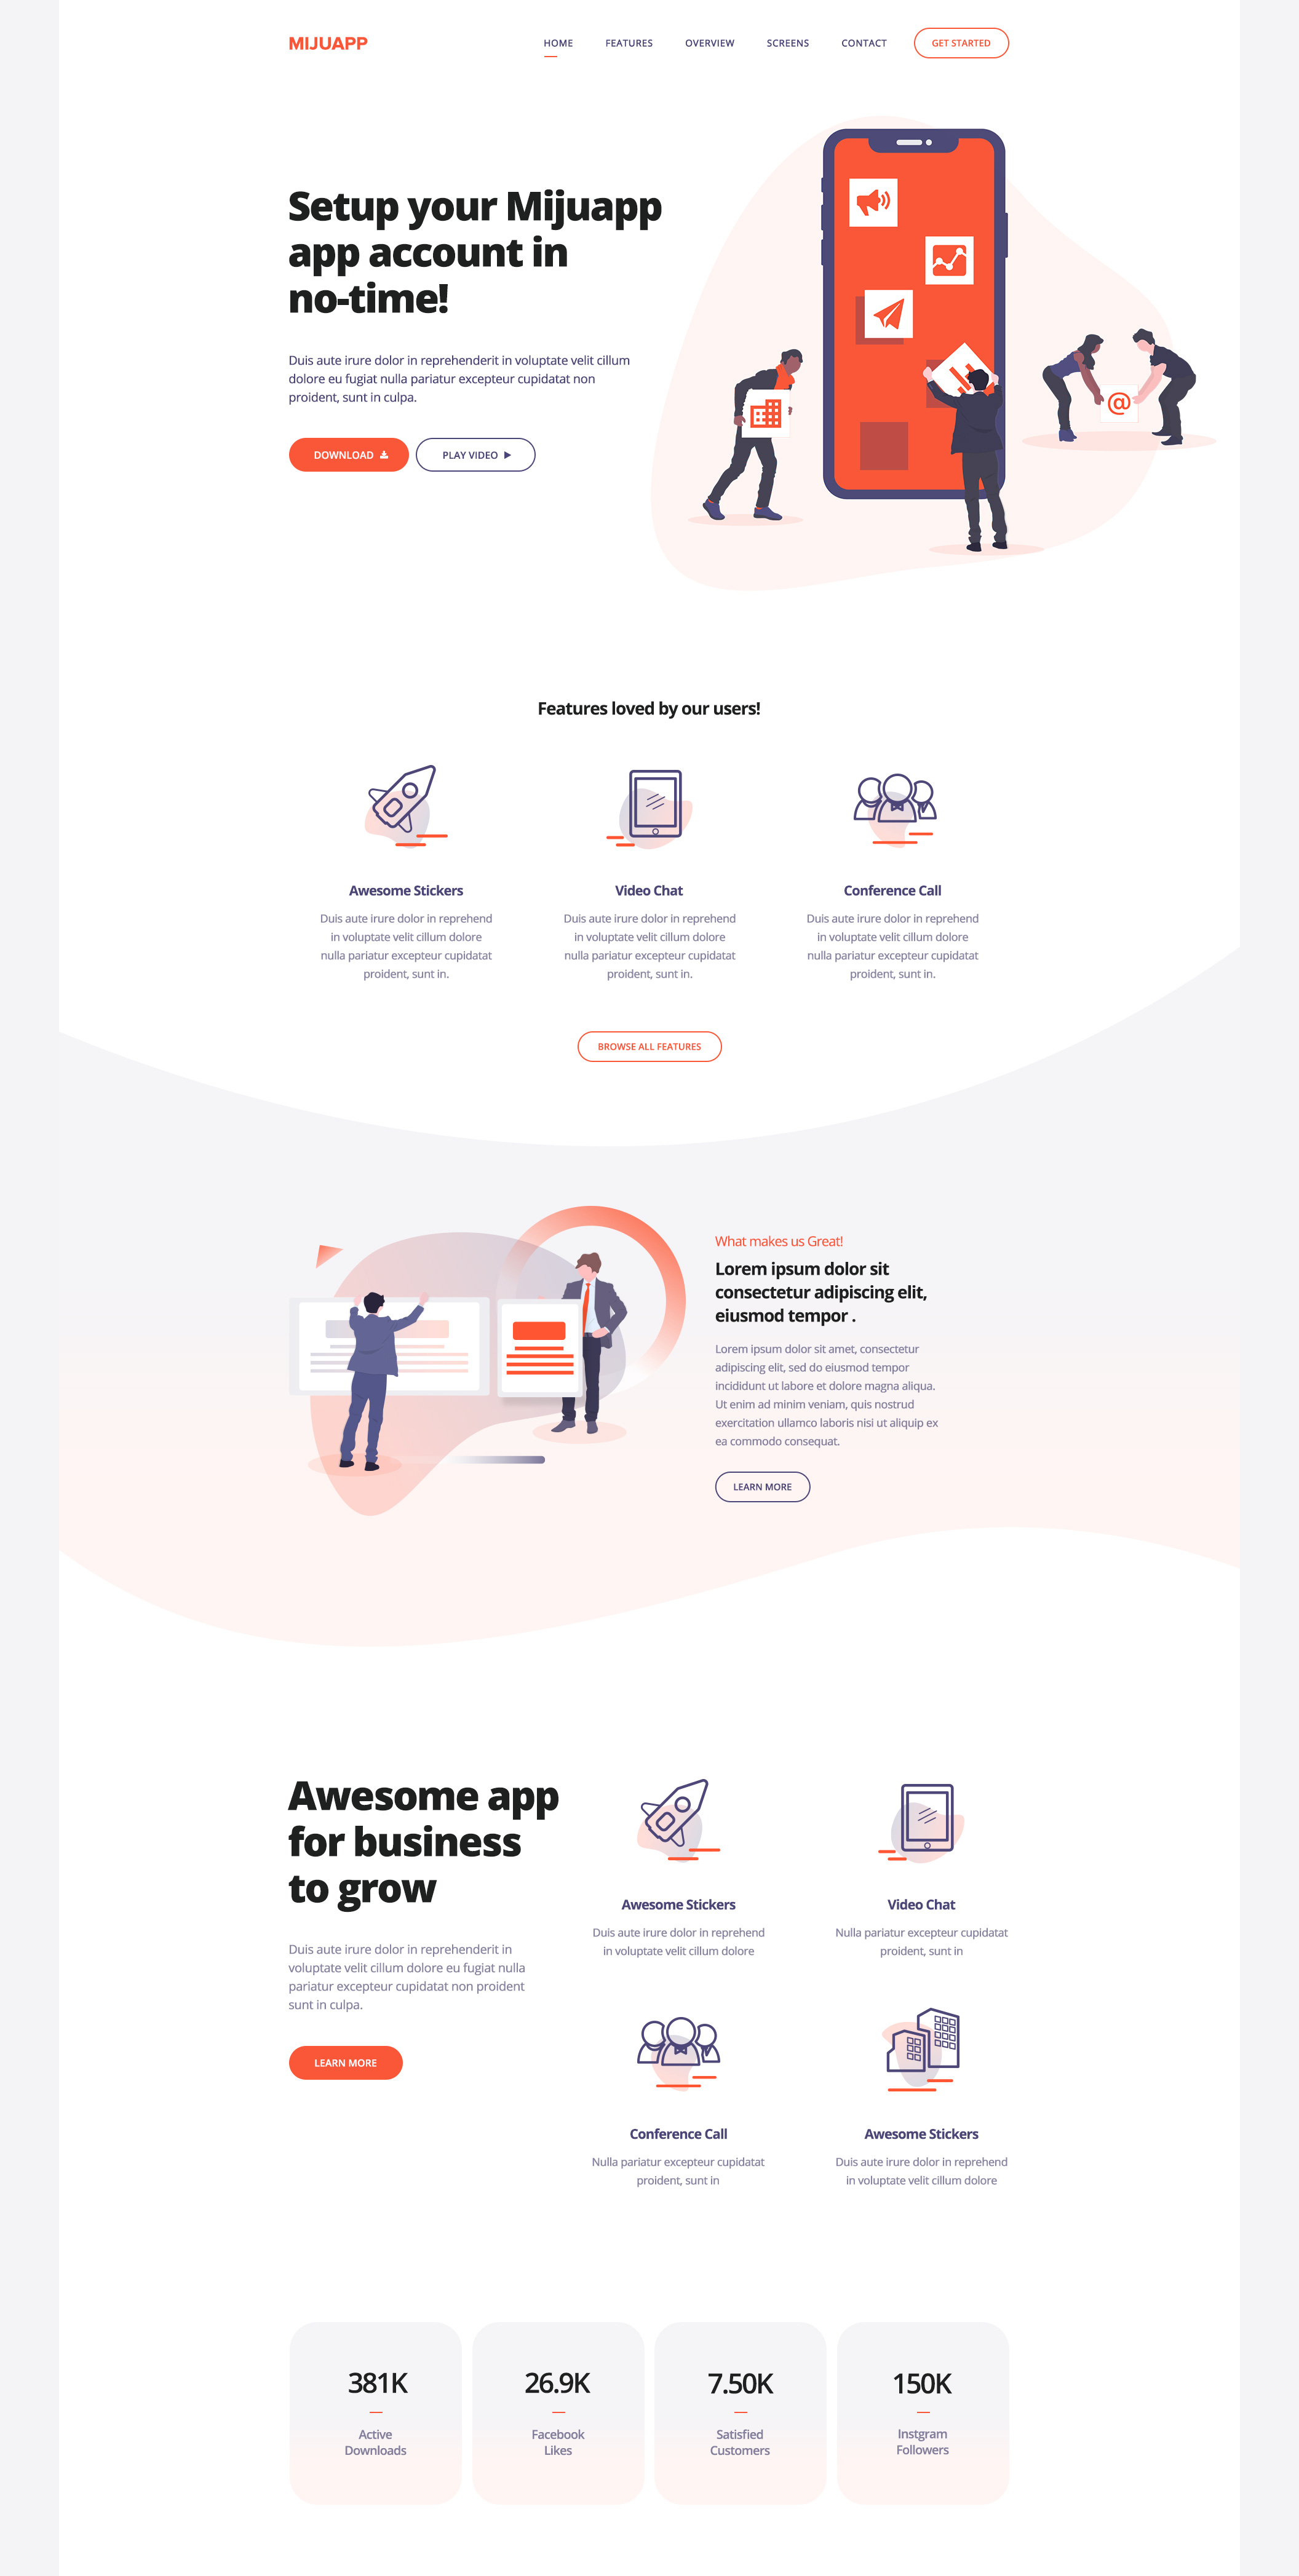 MIJUAPP
HOME
FEATURES
OVERVIEW
SCREENS
CONTACT
GET STARTED
Setup your Mijuapp
app account in
no-time!
Duis aute irure dolor in reprehenderit in voluptate velit cillum
dolore eu fugiat nulla pariatur excepteur cupidatat non
proident, sunt in culpa.
DOWNLOAD
PLAY VIDEO
@
Features loved by our users!
Awesome Stickers
Duis aute irure dolor in reprehend
in voluptate velit cillum dolore
nulla pariatur excepteur cupidatat
proident, sunt in.
Video Chat
Duis aute irure dolor in reprehend
in voluptate velit cillum dolore
nulla pariatur excepteur cupidatat
proident, sunt in.
Conference Call
Duis aute irure dolor in reprehend
in voluptate velit cillum dolore
nulla pariatur excepteur cupidatat
proident, sunt in.
BROWSE ALL FEATURES
What makes us Great!
Lorem ipsum dolor sit
consectetur adipiscing elit,
eiusmod tempor .
Lorem ipsum dolor sit amet, consectetur
adipiscing elit, sed do eiusmod tempor
incididunt ut labore et dolore magna aliqua.
Ut enim ad minim veniam, quis nostrud
exercitation ullamco laboris nisi ut aliquip ex
ea commodo consequat.
LEARN MORE
Awesome app
for business
to grow
Duis aute irure dolor in reprehenderit in
voluptate velit cillum dolore eu fugiat nulla
pariatur excepteur cupidatat non proident
sunt in culpa.
LEARN MORE
Awesome Stickers
Duis aute irure dolor in reprehend
in voluptate velit cillum dolore
Video Chat
Nulla pariatur excepteur cupidatat
proident, sunt in
Conference Call
Nulla pariatur excepteur cupidatat
proident, sunt in
Awesome Stickers
Duis aute irure dolor in reprehend
in voluptate velit cillum dolore
381K
Active
Downloads
26.9K
Facebook
Likes
7.50K
Satisfied
Customers
150K
Instgram
Followers